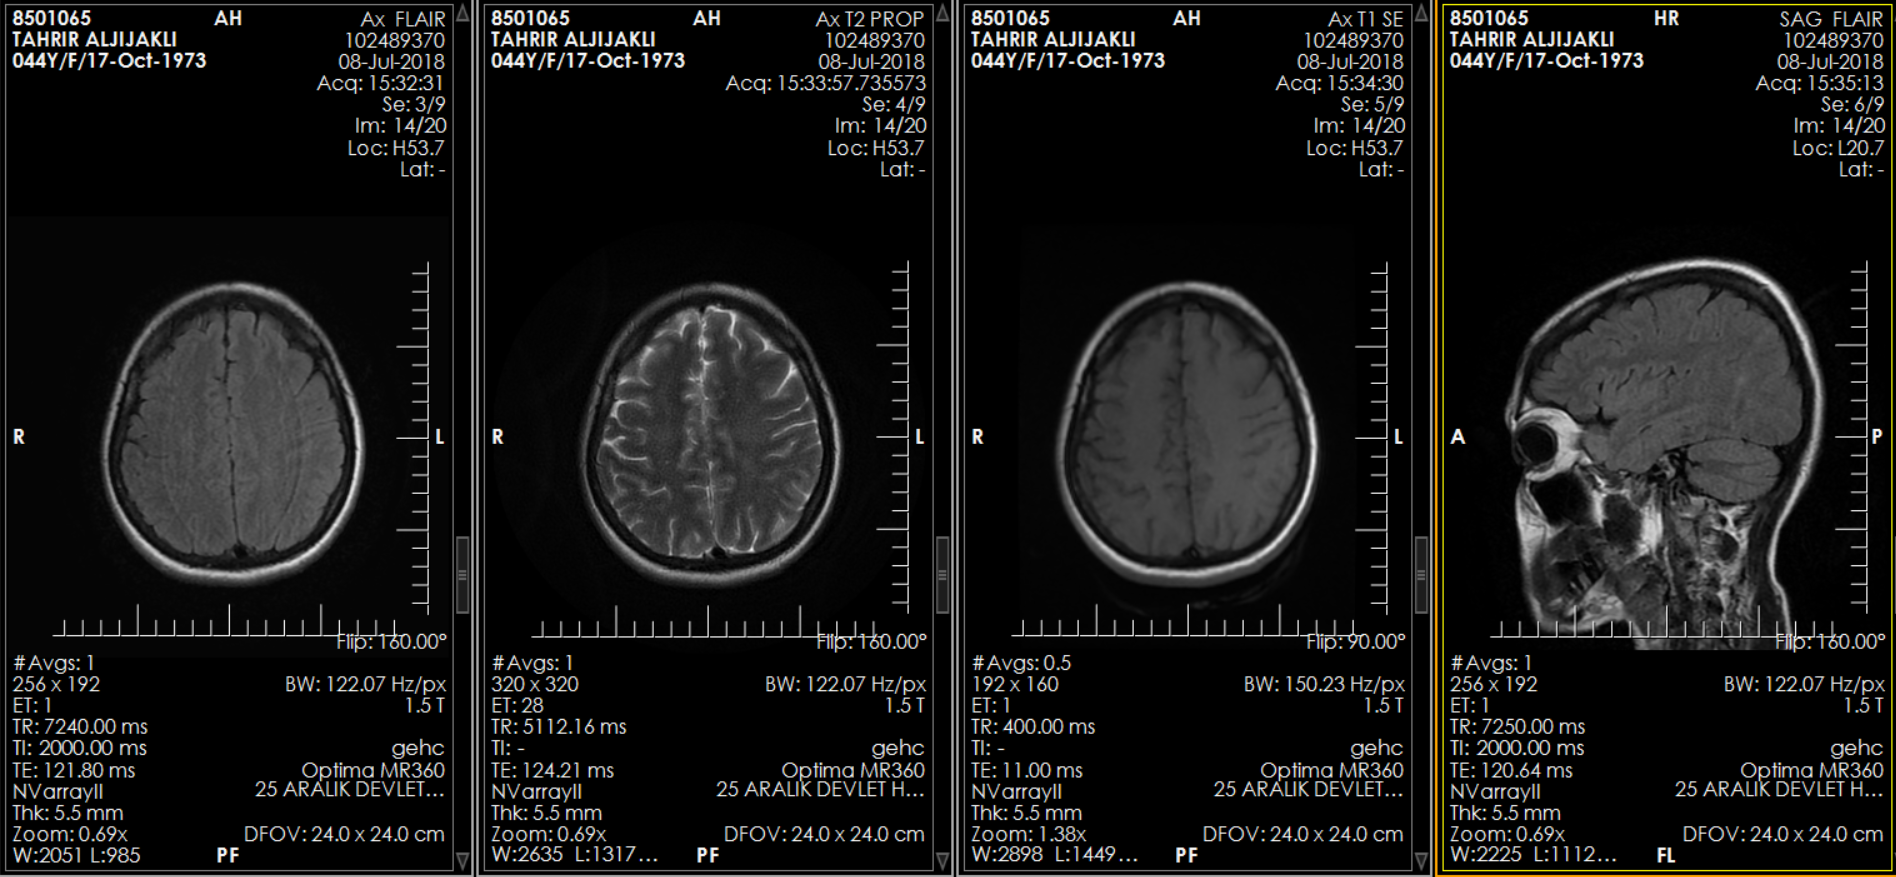 8501065 AH Ax FLAIR
TAHRIR ALJIJAKLI 102489370
044Y/F/17-Oct-1973 08-Jul-2018
Acq: 15:32:31
Se: 3/9
Im: 14/20
Loc: H53.7
Lat: -
R L
Flip: 160.00°
#Avgs: 1
256 x 192 BW: 122.07 Hz/px
ET: 1 1.5 T
TR: 7240.00 ms
TI: 2000.00 ms gehc
TE: 121.80 ms Optima MR360
NVarrayII 25 ARALIK DEVLET...
Thk: 5.5 mm
Zoom: 0.69x DFOV: 24.0 x 24.0 cm
W:2051 L:985 PF
8501065 AH Ax T2 PROP
TAHRIR ALJIJAKLI 102489370
044Y/F/17-Oct-1973 08-Jul-2018
Acq: 15:33:57.735573
Se: 4/9
Im: 14/20
Loc: H53.7
Lat: -
R L
Flip: 160.00°
#Avgs: 1
320 x 320 BW: 122.07 Hz/px
ET: 28 1.5 T
TR: 5112.16 ms
TI: - gehc
TE: 124.21 ms Optima MR360
NVarrayII 25 ARALIK DEVLET H...
Thk: 5.5 mm
Zoom: 0.69x DFOV: 24.0 x 24.0 cm
W:2635 L:1317... PF
8501065 AH Ax T1 SE
TAHRIR ALJIJAKLI 102489370
044Y/F/17-Oct-1973 08-Jul-2018
Acq: 15:34:30
Se: 5/9
Im: 14/20
Loc: H53.7
Lat: -
R L
Flip: 90.00°
#Avgs: 0.5
192 x 160 BW: 150.23 Hz/px
ET: 1 1.5 T
TR: 400.00 ms
TI: - gehc
TE: 11.00 ms Optima MR360
NVarrayII 25 ARALIK DEVLET...
Thk: 5.5 mm
Zoom: 1.38x DFOV: 24.0 x 24.0 cm
W:2898 L:1449... PF
8501065 HR SAG FLAIR
TAHRIR ALJIJAKLI 102489370
044Y/F/17-Oct-1973 08-Jul-2018
Acq: 15:35:13
Se: 6/9
Im: 14/20
Loc: L20.7
Lat: -
A P
Flip: 160.00°
#Avgs: 1
256 x 192 BW: 122.07 Hz/px
ET: 1 1.5 T
TR: 7250.00 ms
TI: 2000.00 ms gehc
TE: 120.64 ms Optima MR360
NVarrayII 25 ARALIK DEVLET H...
Thk: 5.5 mm
Zoom: 0.69x DFOV: 24.0 x 24.0 cm
W:2225 L:1112... FL